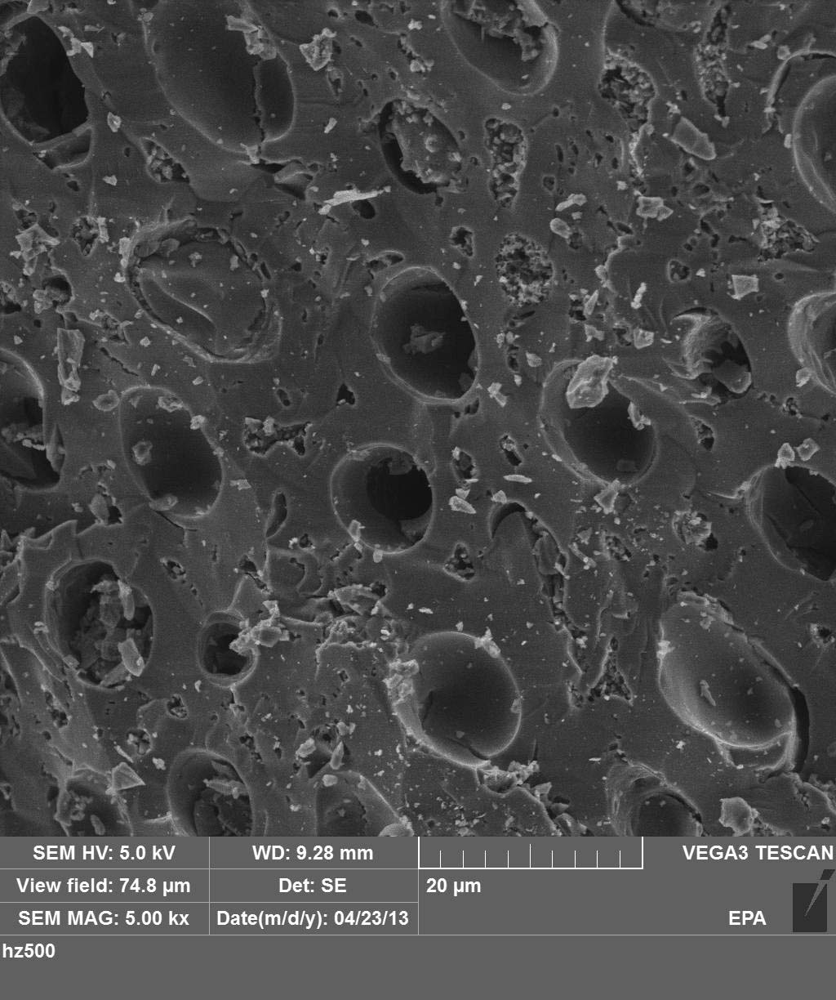 SEM HV: 5.0 kV
WD: 9.28 mm
VEGA3 TESCAN
View field: 74.8 µm
Det: SE
20 µm
SEM MAG: 5.00 kx
Date(m/d/y): 04/23/13
EPA
hz500